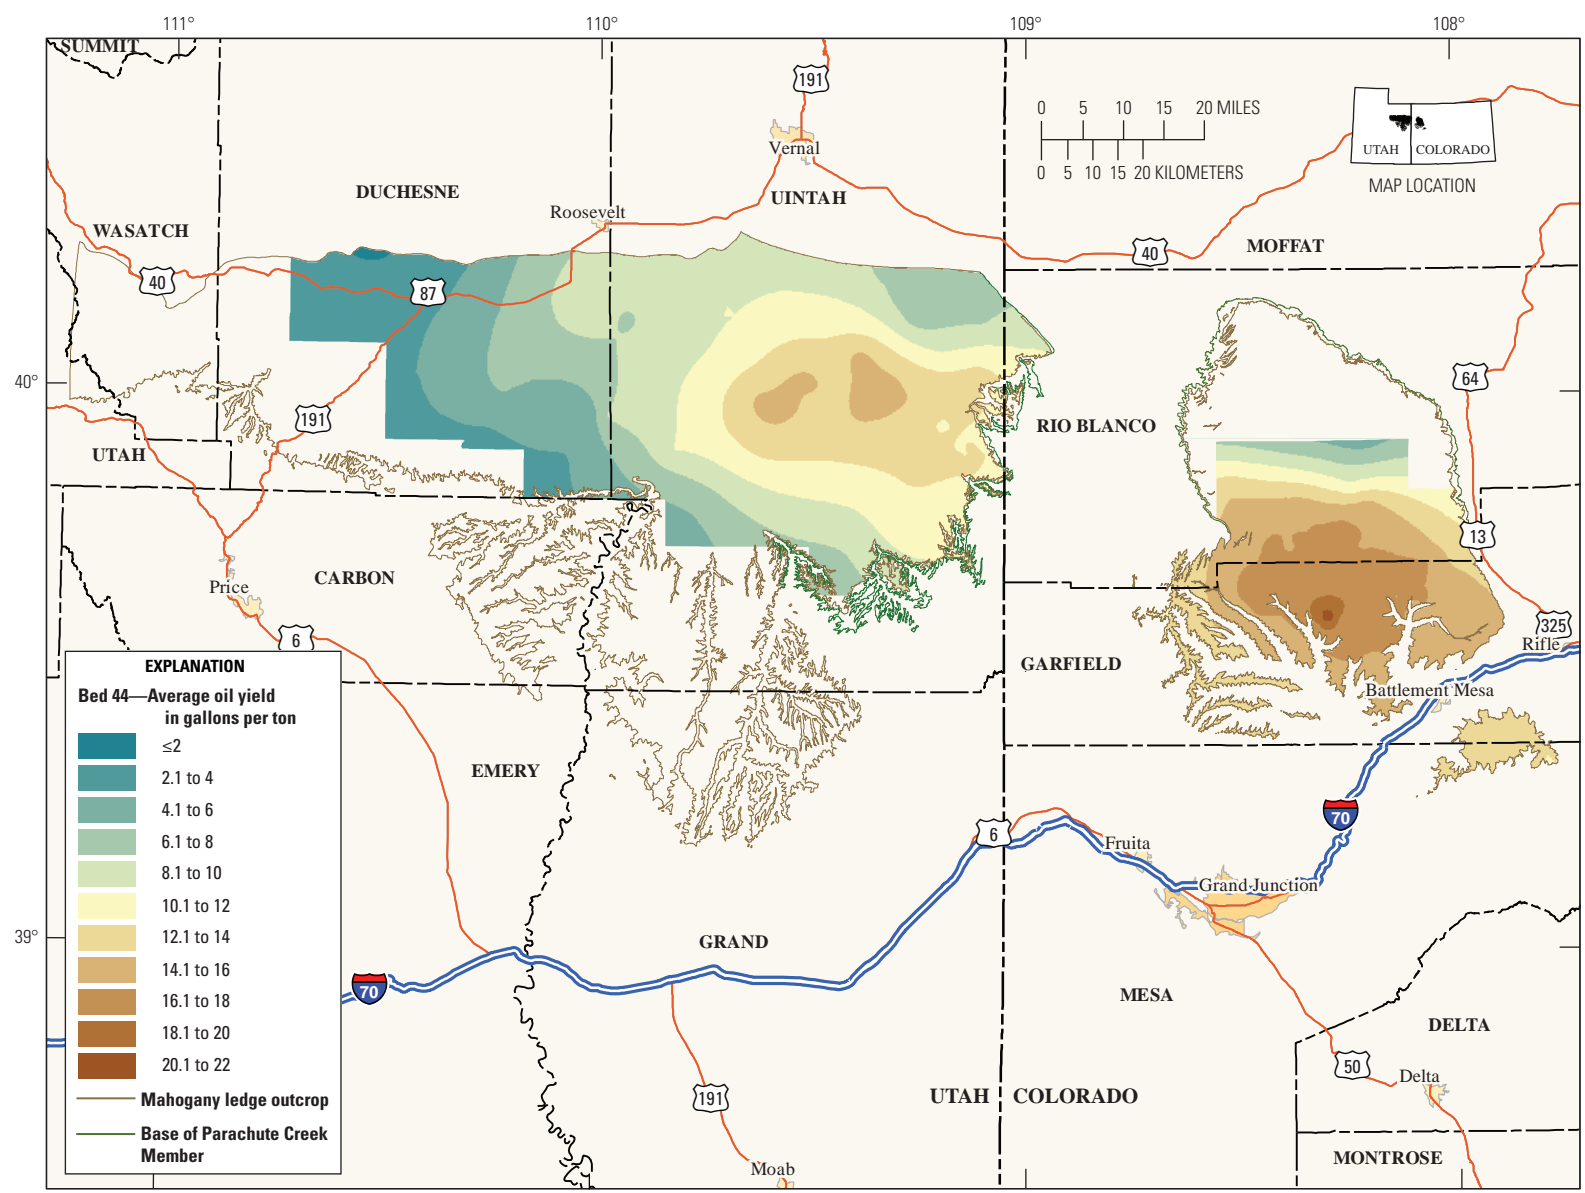 111°
110°
109°
108°
SUMMIT
191
0 5 10 15 20 MILES
0 5 10 15 20 KILOMETERS
UTAH COLORADO
MAP LOCATION
Vernal
DUCHESNE
UINTAH
Roosevelt
WASATCH
MOFFAT
40
40
87
40°
64
191
RIO BLANCO
UTAH
13
CARBON
Price
325
Rifle
6
GARFIELD
Battlement Mesa
EMERY
70
6
Fruita
Grand Junction
39°
GRAND
70
MESA
DELTA
50
Delta
191
UTAH
COLORADO
MONTROSE
Moab
EXPLANATION
Bed 44—Average oil yield
in gallons per ton
≤2
2.1 to 4
4.1 to 6
6.1 to 8
8.1 to 10
10.1 to 12
12.1 to 14
14.1 to 16
16.1 to 18
18.1 to 20
20.1 to 22
Mahogany ledge outcrop
Base of Parachute Creek
Member